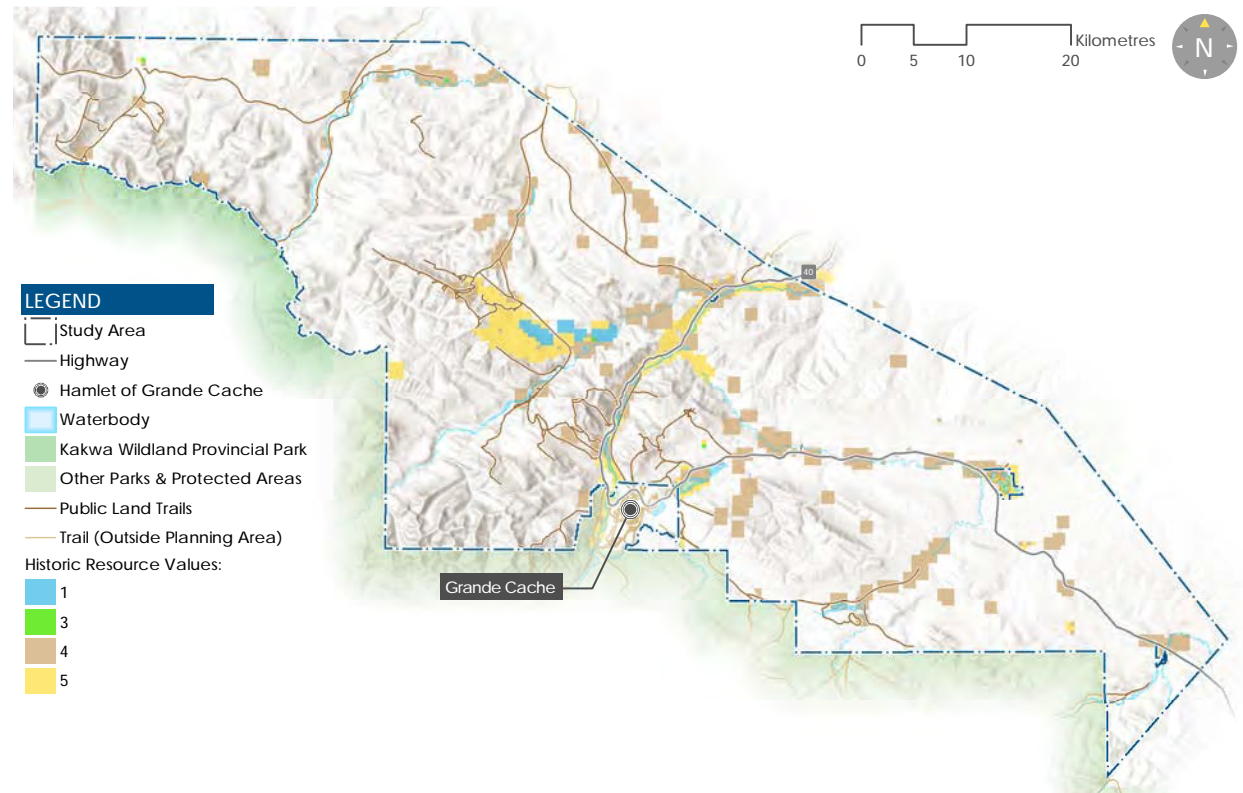 Kilometres
0 5 10 20
N
40
LEGEND
Study Area
Highway
Hamlet of Grande Cache
Waterbody
Kakwa Wildland Provincial Park
Other Parks & Protected Areas
Public Land Trails
Trail (Outside Planning Area)
Historic Resource Values:
1
3
4
5
Grande Cache